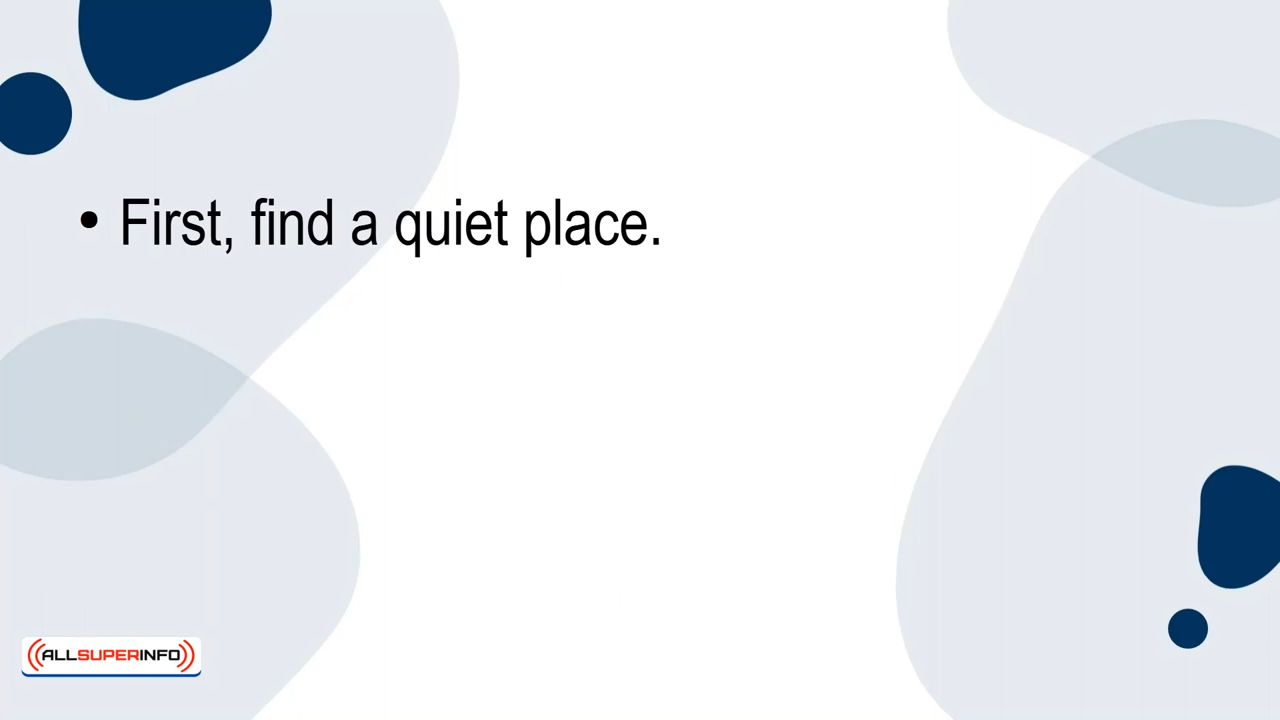 • First, find a quiet place.
ALLSUPERINFO